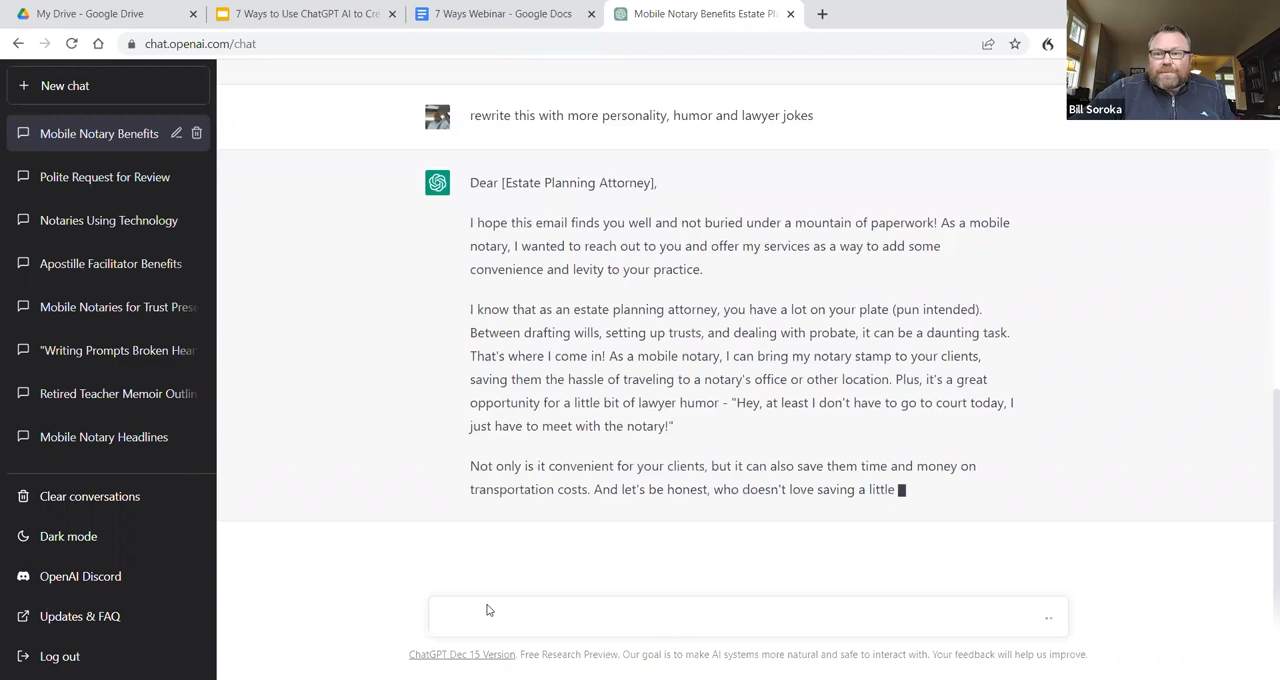 My Drive - Google Drive
7 Ways to Use ChatGPT AI to Cre
7 Ways Webinar - Google Docs
Mobile Notary Benefits Estate Pl
chat.openai.com/chat
Bill Soroka
New chat
Mobile Notary Benefits
Polite Request for Review
Notaries Using Technology
Apostille Facilitator Benefits
Mobile Notaries for Trust Prese
"Writing Prompts Broken Hear
Retired Teacher Memoir Outlin
Mobile Notary Headlines
Clear conversations
Dark mode
OpenAI Discord
Updates & FAQ
Log out
rewrite this with more personality, humor and lawyer jokes
Dear [Estate Planning Attorney],
I hope this email finds you well and not buried under a mountain of paperwork! As a mobile
notary, I wanted to reach out to you and offer my services as a way to add some
convenience and levity to your practice.
I know that as an estate planning attorney, you have a lot on your plate (pun intended).
Between drafting wills, setting up trusts, and dealing with probate, it can be a daunting task.
That's where I come in! As a mobile notary, I can bring my notary stamp to your clients,
saving them the hassle of traveling to a notary's office or other location. Plus, it's a great
opportunity for a little bit of lawyer humor - "Hey, at least I don't have to go to court today, I
just have to meet with the notary!"
Not only is it convenient for your clients, but it can also save them time and money on
transportation costs. And let's be honest, who doesn't love saving a little
ChatGPT Dec 15 Version. Free Research Preview. Our goal is to make AI systems more natural and safe to interact with. Your feedback will help us improve.